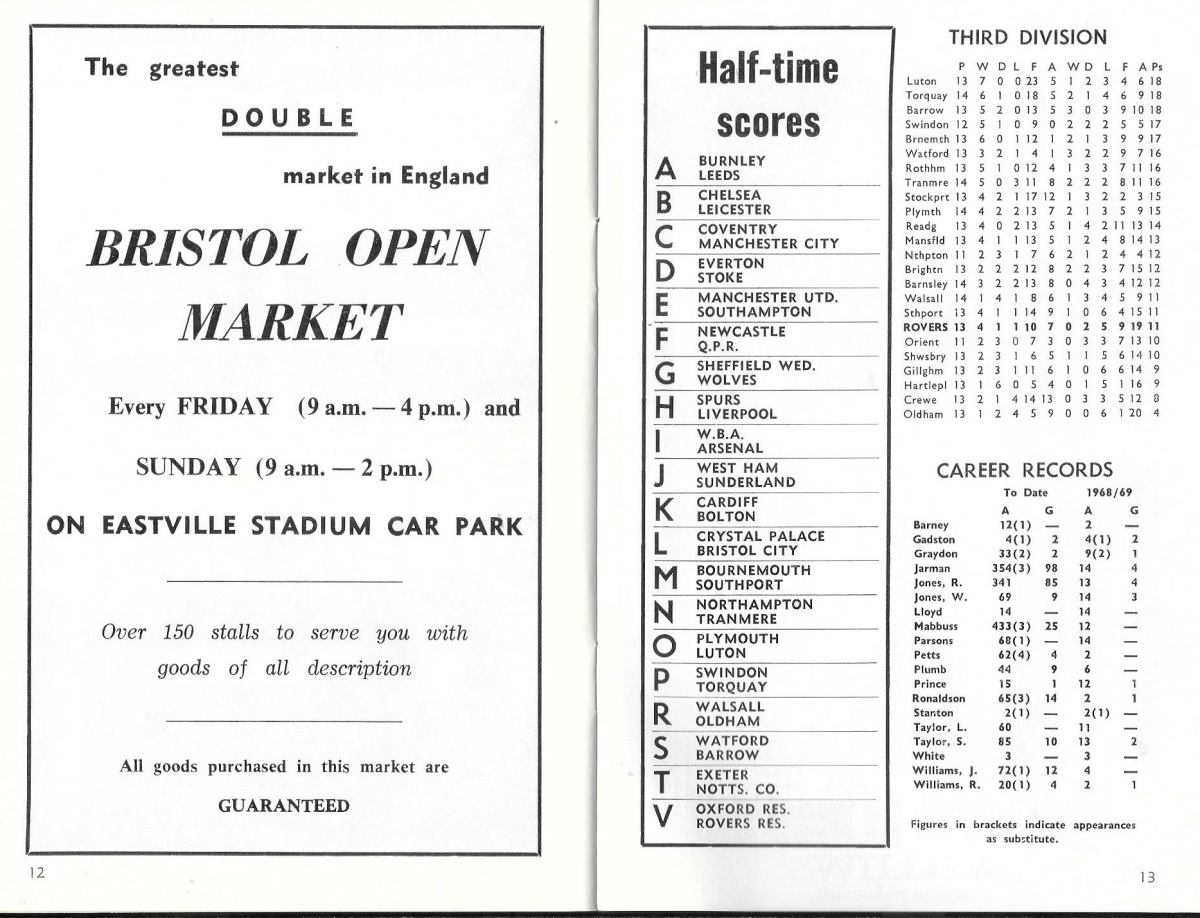 The greatest
DOUBLE
market in England
BRISTOL OPEN
MARKET
Every FRIDAY (9 a.m. — 4 p.m.) and
SUNDAY (9 a.m. — 2 p.m.)
ON EASTVILLE STADIUM CAR PARK
Over 150 stalls to serve you with
goods of all description
All goods purchased in this market are
GUARANTEED
12
Half-time
scores
A BURNLEY
LEEDS
B CHELSEA
LEICESTER
C COVENTRY
MANCHESTER CITY
D EVERTON
STOKE
E MANCHESTER UTD.
SOUTHAMPTON
F NEWCASTLE
Q.P.R.
G SHEFFIELD WED.
WOLVES
H SPURS
LIVERPOOL
I W.B.A.
ARSENAL
J WEST HAM
SUNDERLAND
K CARDIFF
BOLTON
L CRYSTAL PALACE
BRISTOL CITY
M BOURNEMOUTH
SOUTHPORT
N NORTHAMPTON
TRANMERE
O PLYMOUTH
LUTON
P SWINDON
TORQUAY
R WALSALL
OLDHAM
S WATFORD
BARROW
T EXETER
NOTTS. CO.
V OXFORD RES.
ROVERS RES.
THIRD DIVISION
P W D L F A W D L F A Ps
Luton 13 7 0 0 23 5 1 2 3 4 6 18
Torquay 14 6 1 0 18 5 2 1 4 6 9 18
Barrow 13 5 2 0 13 5 3 0 3 9 10 18
Swindon 12 5 1 0 9 0 2 2 2 5 5 17
Brnemth 13 6 0 1 12 1 2 1 3 9 9 17
Watford 13 3 2 1 4 1 3 2 2 9 7 16
Rothhm 13 5 1 0 12 4 1 3 3 7 11 16
Tranmre 14 5 0 3 11 8 2 2 2 8 11 16
Stockprt 13 4 2 1 17 12 1 3 2 2 3 15
Plymth 14 4 2 2 13 7 2 1 3 5 9 15
Readg 13 4 0 2 13 5 1 4 2 11 13 14
Mansfld 13 4 1 1 13 5 1 2 4 8 14 13
Nthpton 11 2 3 1 7 6 2 1 2 4 4 12
Brightn 13 2 2 2 12 8 2 2 3 7 15 12
Barnsley 14 3 2 2 13 8 0 4 3 4 12 12
Walsall 14 1 4 1 8 6 1 3 4 5 9 11
Sthport 13 4 1 1 14 9 1 0 6 4 15 11
ROVERS 13 4 1 1 10 7 0 2 5 9 19 11
Orient 11 2 3 0 7 3 0 3 3 7 13 10
Shwsbry 13 2 3 1 6 5 1 1 5 6 14 10
Gillghm 13 2 3 1 11 6 1 0 6 6 14 9
Hartlepl 13 1 6 0 5 4 0 1 5 1 16 9
Crewe 13 2 1 4 14 13 0 3 3 5 12 8
Oldham 13 1 2 4 5 9 0 0 6 1 20 4
CAREER RECORDS
To Date 1968/69
A G A G
Barney 12(1) — 2 —
Gadston 4(1) 2 4(1) 2
Graydon 33(2) 2 9(2) 1
Jarman 354(3) 98 14 4
Jones, R. 341 85 13 4
Jones, W. 69 9 14 3
Lloyd 14 — 14 —
Mabbuss 433(3) 25 12 —
Parsons 68(1) — 14 —
Petts 62(4) 4 2 —
Plumb 44 9 6 —
Prince 15 1 12 1
Ronaldson 65(3) 14 2 1
Stanton 2(1) — 2(1) —
Taylor, L. 60 — 11 —
Taylor, S. 85 10 13 2
White 3 — 3 —
Williams, J. 72(1) 12 4 —
Williams, R. 20(1) 4 2 1
Figures in brackets indicate appearances
as substitute.
13